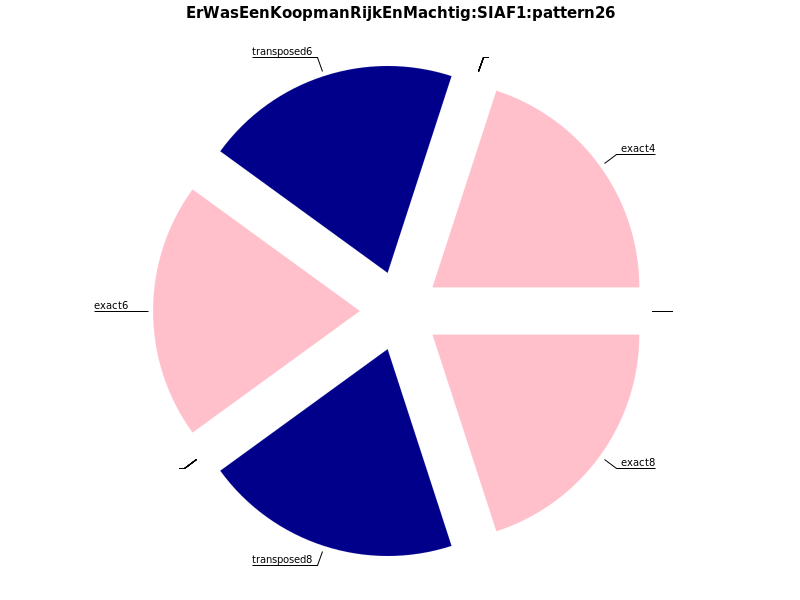 ErWasEenKoopmanRijkEnMachtig:SIAF1:pattern26
transposed6
exact4
exact6
exact8
transposed8